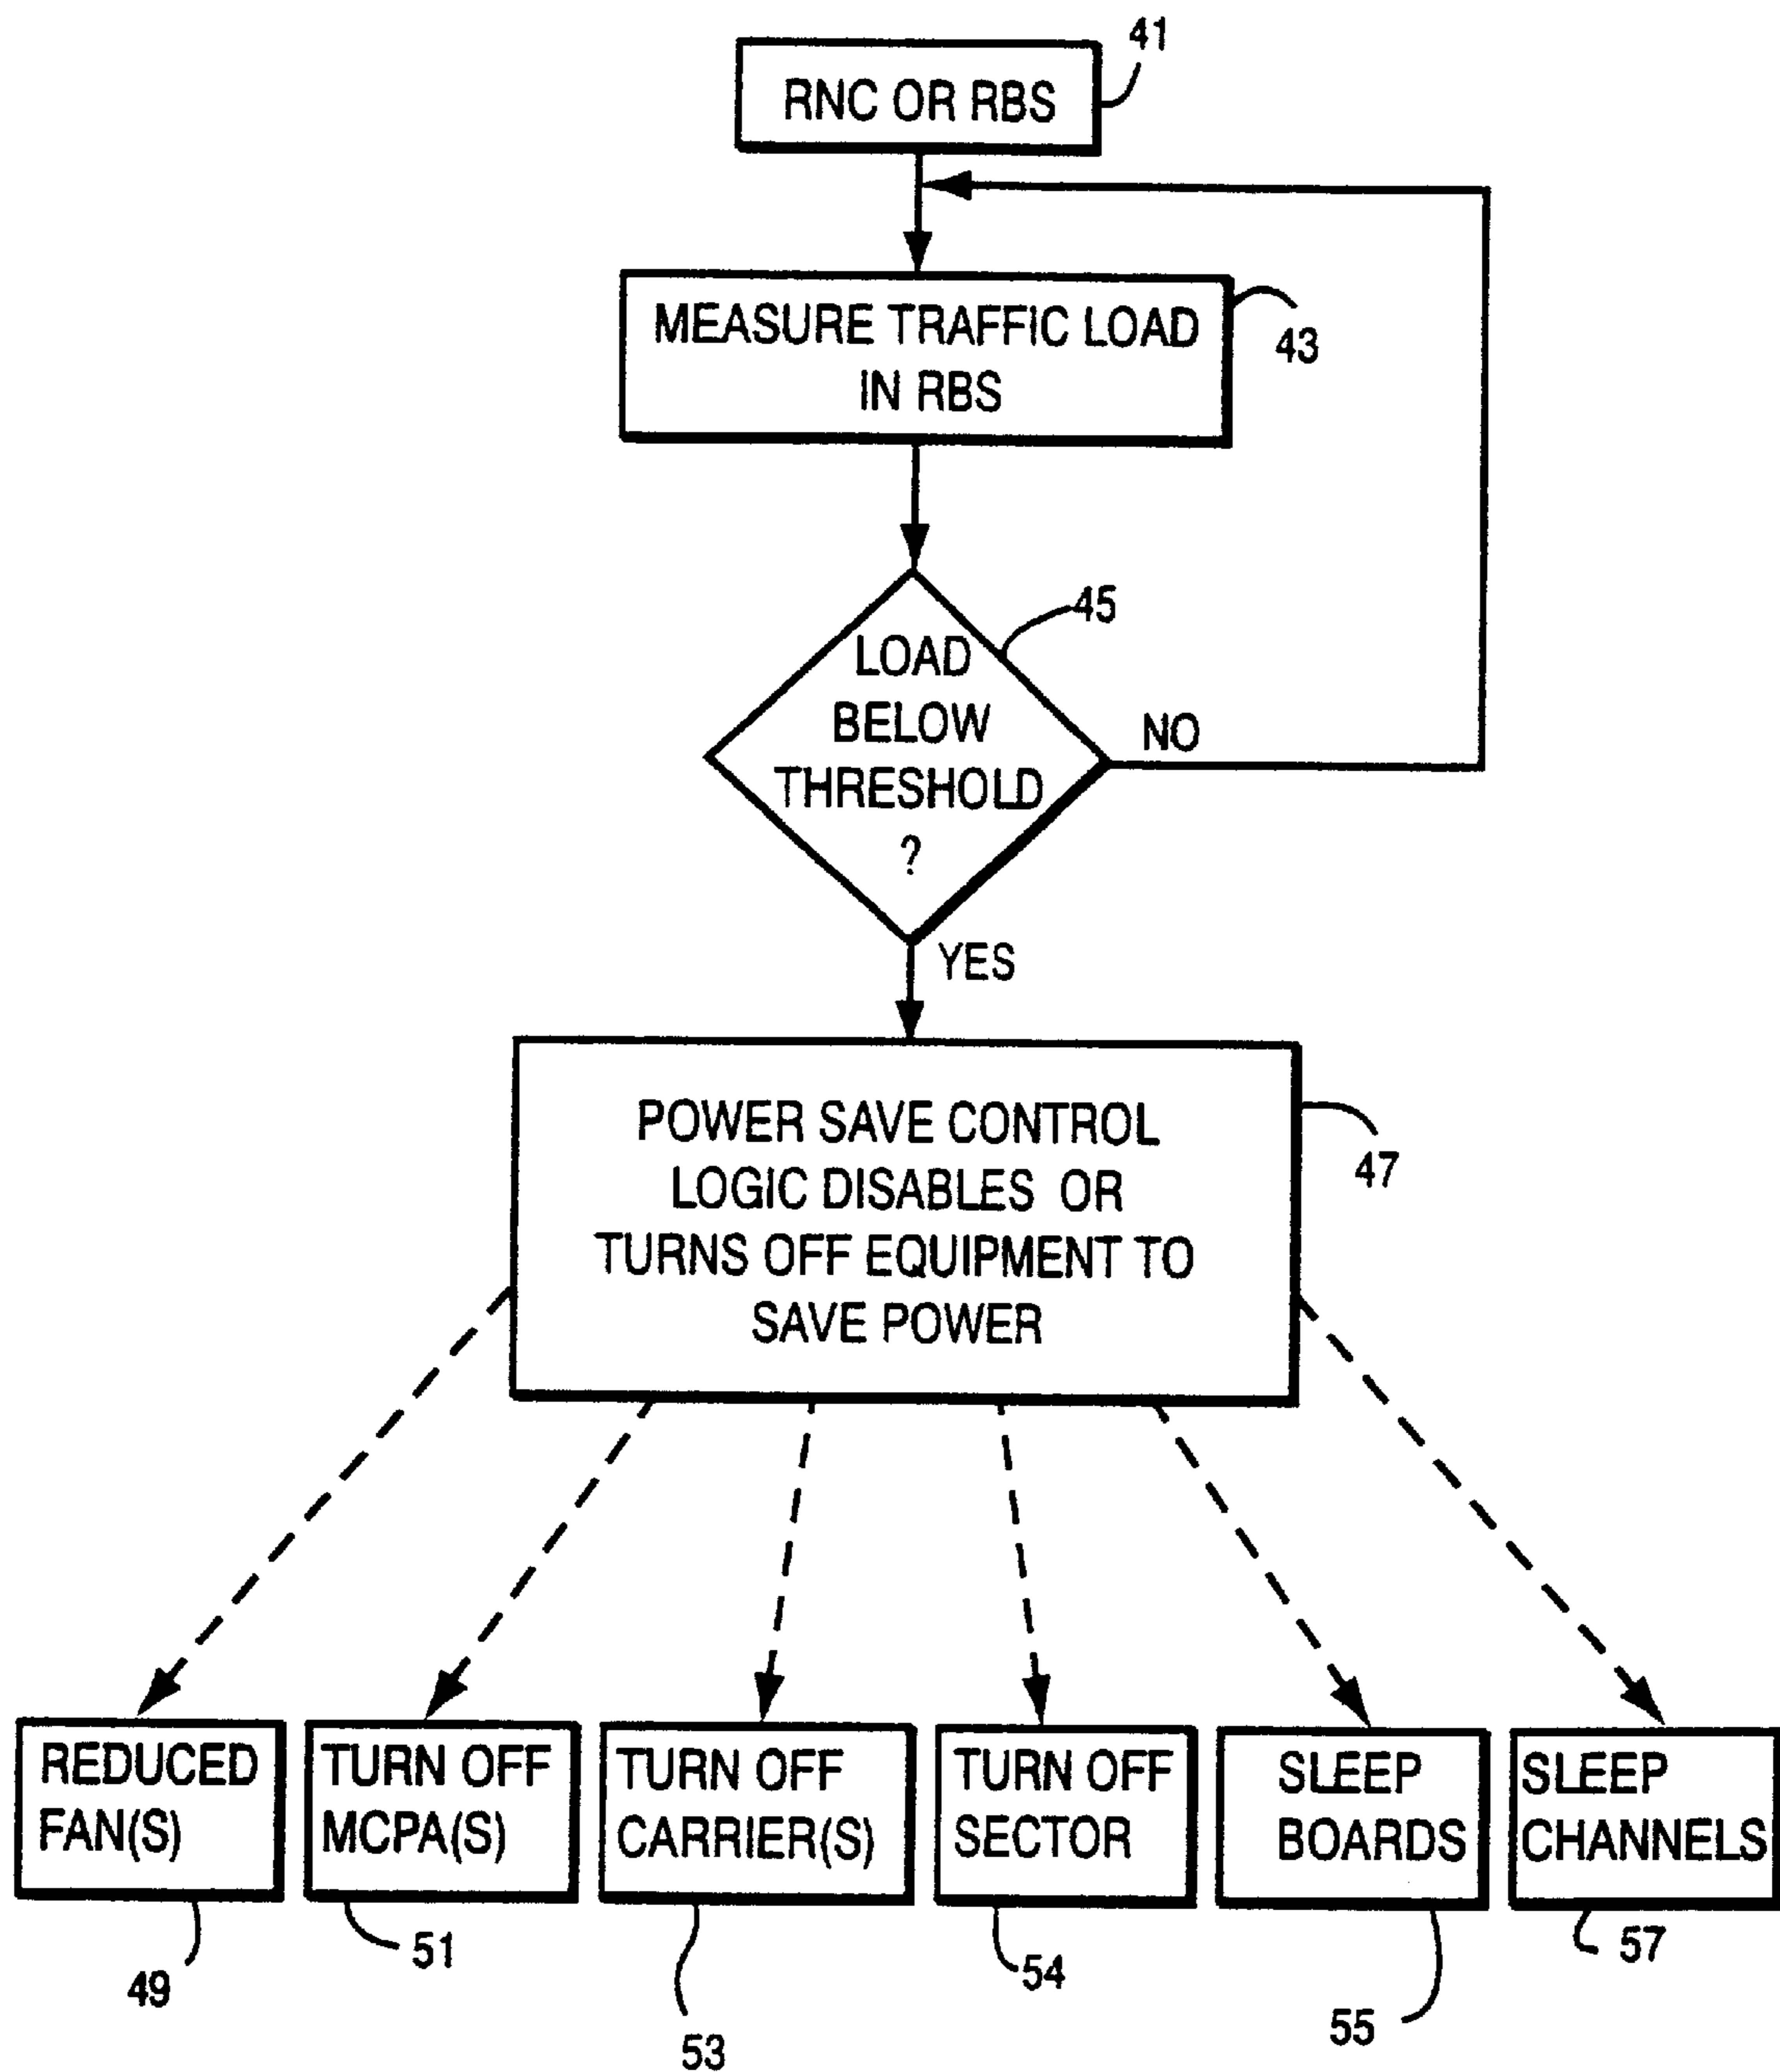 41
RNC OR RBS
MEASURE TRAFFIC LOAD
IN RBS
43
45
LOAD
BELOW
THRESHOLD
?
NO
YES
POWER SAVE CONTROL
LOGIC DISABLES OR
TURNS OFF EQUIPMENT TO
SAVE POWER
47
REDUCED
FAN(S)
49
TURN OFF
MCPA(S)
51
TURN OFF
CARRIER(S)
53
TURN OFF
SECTOR
54
SLEEP
BOARDS
55
SLEEP
CHANNELS
57